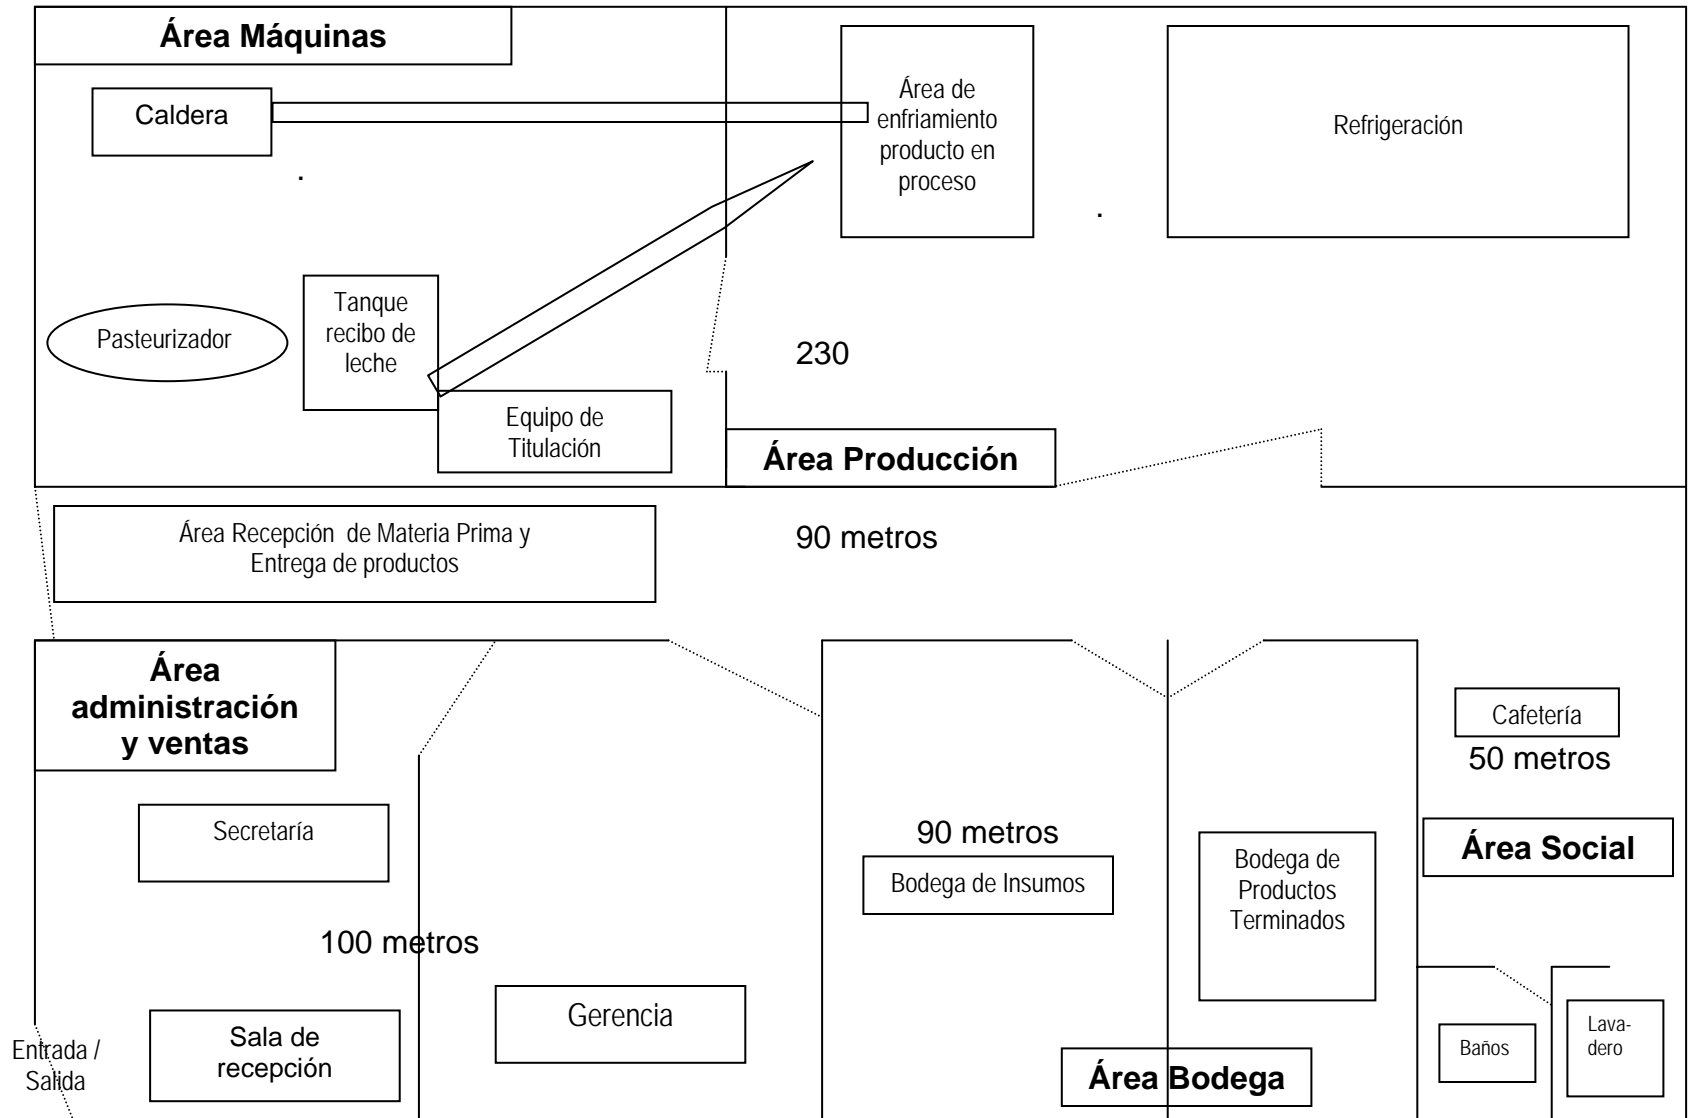 Área Máquinas
Caldera
Área de
enfriamiento
producto en
proceso
Refrigeración
Pasteurizador
Tanque
recibo de
leche
Equipo de
Titulación
230
Área Producción
Área Recepción de Materia Prima y
Entrega de productos
90 metros
Área
administración
y ventas
Secretaría
100 metros
Sala de
recepción
Entrada /
Salida
Gerencia
90 metros
Bodega de Insumos
Bodega de
Productos
Terminados
Área Bodega
Cafetería
50 metros
Área Social
Baños
Lava-
dero